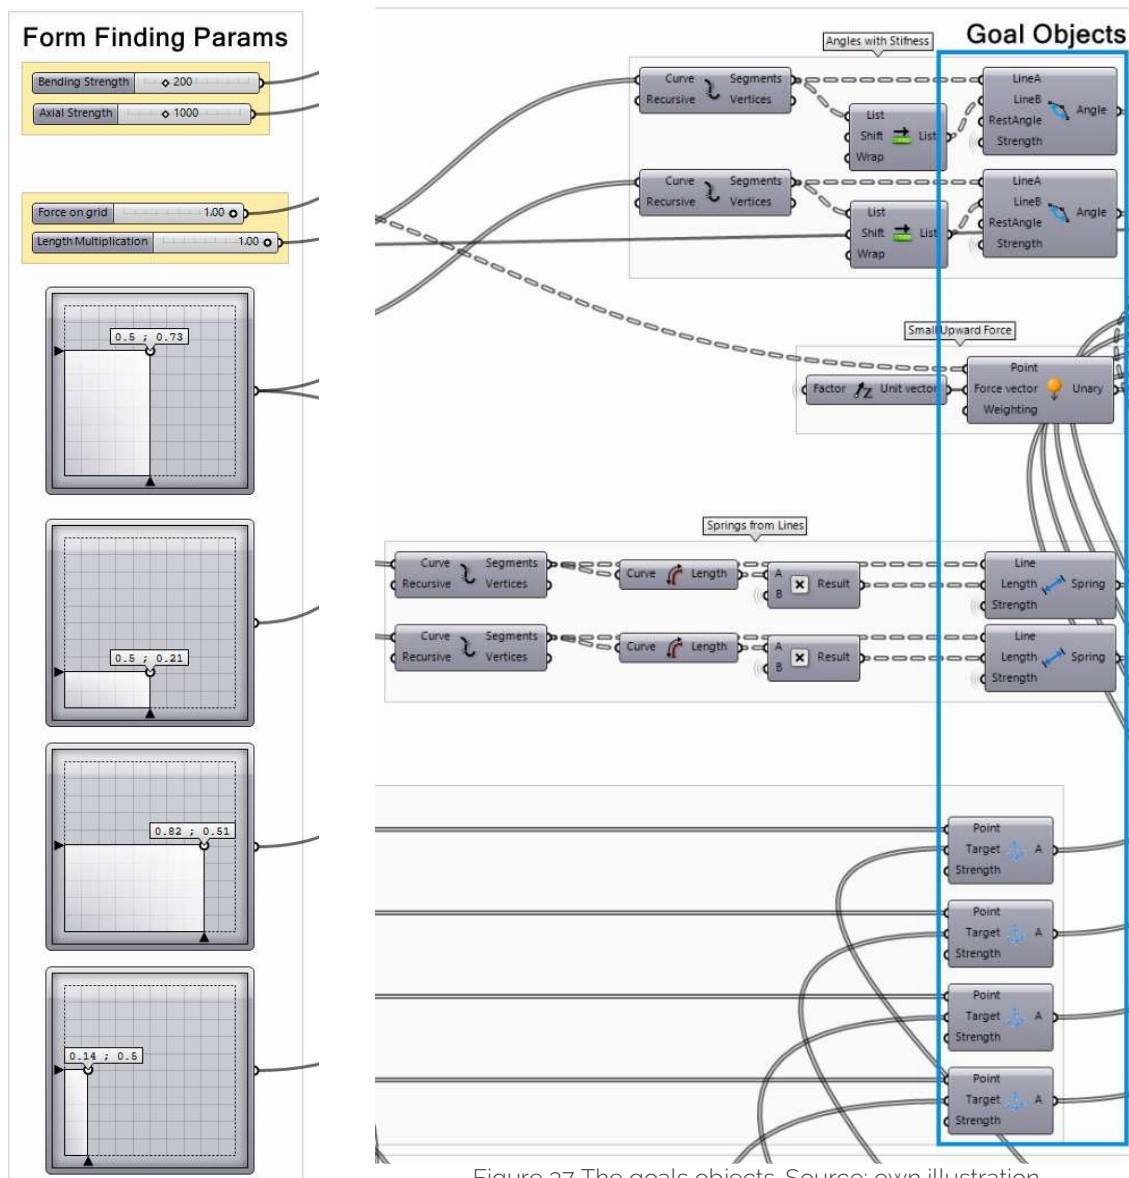 Form Finding Params
Bending Strength ◇ 200
Axial Strength ◇ 1000
Force on grid 1.00
Length Multiplication 1.00
0.5 ; 0.73
0.5 ; 0.21
0.82 ; 0.51
0.14 ; 0.5
Goal Objects
Angles with Stifness
Curve Segments
Recursive Vertices
List
Shift List
Wrap
LineA
LineB
RestAngle Angle
Strength
Curve Segments
Recursive Vertices
List
Shift List
Wrap
LineA
LineB
RestAngle Angle
Strength
Small Upward Force
Factor Unit vector
Point
Force vector Unary
Weighting
Springs from Lines
Curve Segments
Recursive Vertices
Curve Length
A
B Result
Line
Length Spring
Strength
Curve Segments
Recursive Vertices
Curve Length
A
B Result
Line
Length Spring
Strength
Point
Target A
Strength
Point
Target A
Strength
Point
Target A
Strength
Point
Target A
Strength
Figure 37 The goals objects. Source: own illustration